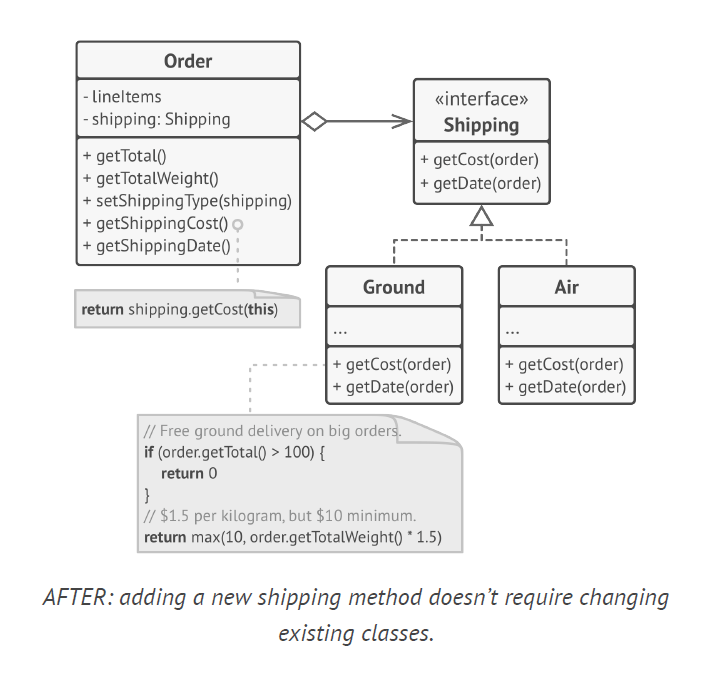 Order
- lineItems
- shipping: Shipping
+ getTotal()
+ getTotalWeight()
+ setShippingType(shipping)
+ getShippingCost()
+ getShippingDate()
return shipping.getCost(this)
«interface»
Shipping
+ getCost(order)
+ getDate(order)
Ground
...
+ getCost(order)
+ getDate(order)
Air
...
+ getCost(order)
+ getDate(order)
// Free ground delivery on big orders.
if (order.getTotal() > 100) {
return 0
}
// $1.5 per kilogram, but $10 minimum.
return max(10, order.getTotalWeight() * 1.5)
AFTER: adding a new shipping method doesn’t require changing
existing classes.